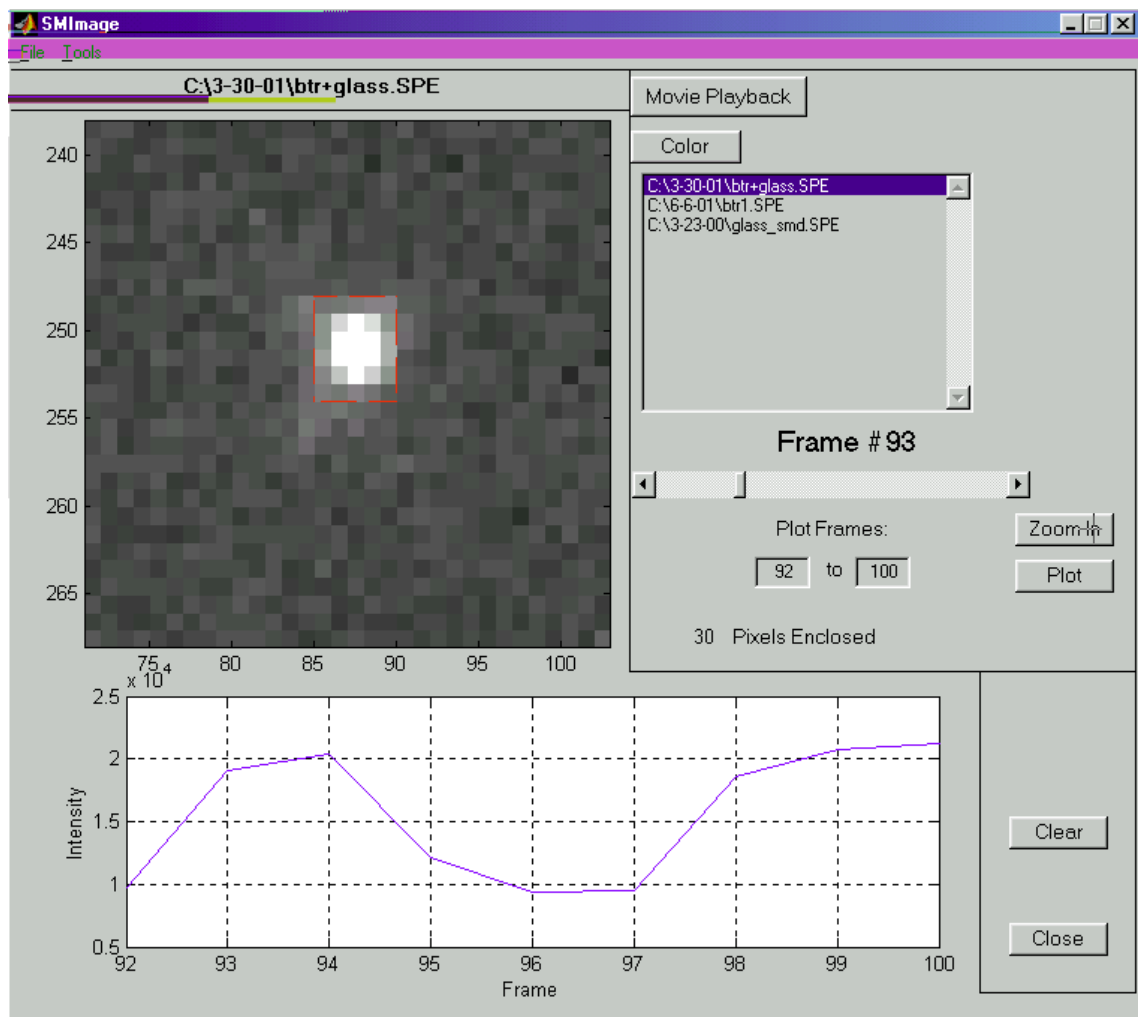 SMImage
File Tools
C:\3-30-01\btr+glass.SPE
240
245
250
255
260
265
75 80 85 90 95 100
Movie Playback
Color
C:\3-30-01\btr+glass.SPE
C:\6-6-01\btr1.SPE
C:\3-23-00\glass_smd.SPE
Frame # 93
Plot Frames:
92 to 100
Zoom-In
Plot
30 Pixels Enclosed
x 10^4
2.5
2
1.5
1
0.5
Intensity
92 93 94 95 96 97 98 99 100
Frame
Clear
Close